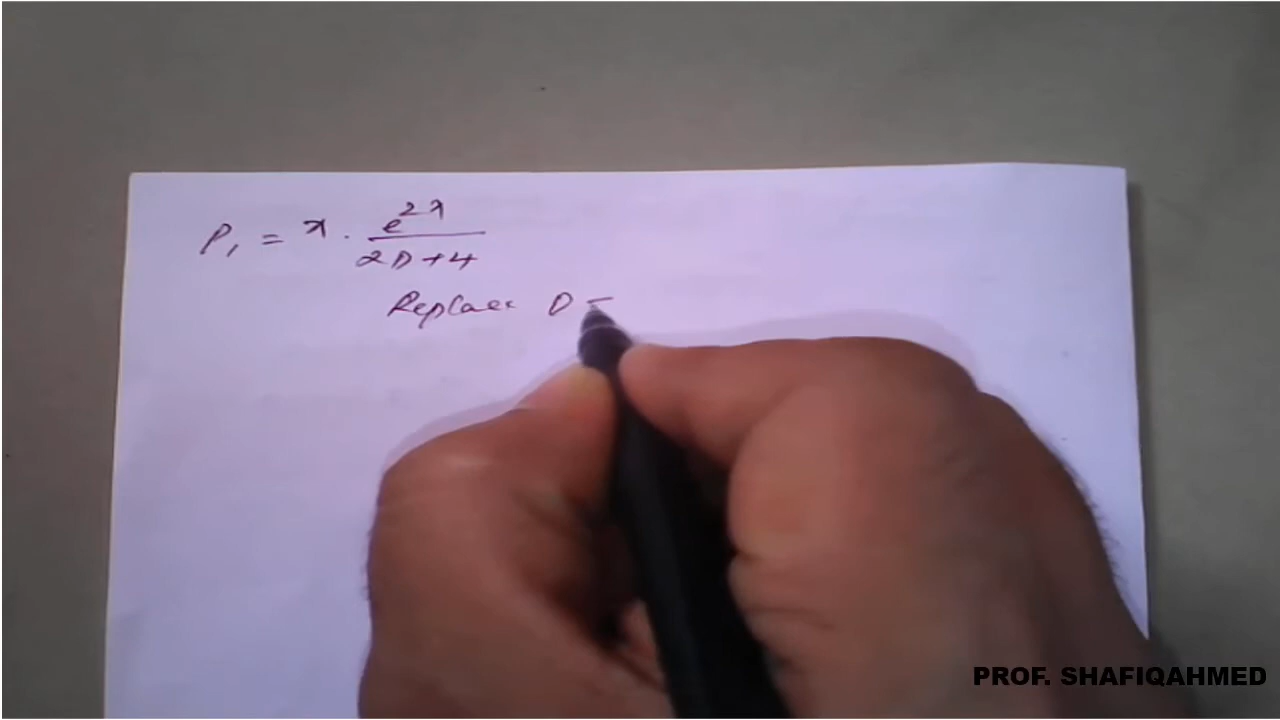 P₁ = x · e^{2x} / (2D+4)
Replace D =
PROF. SHAFIQAHMED